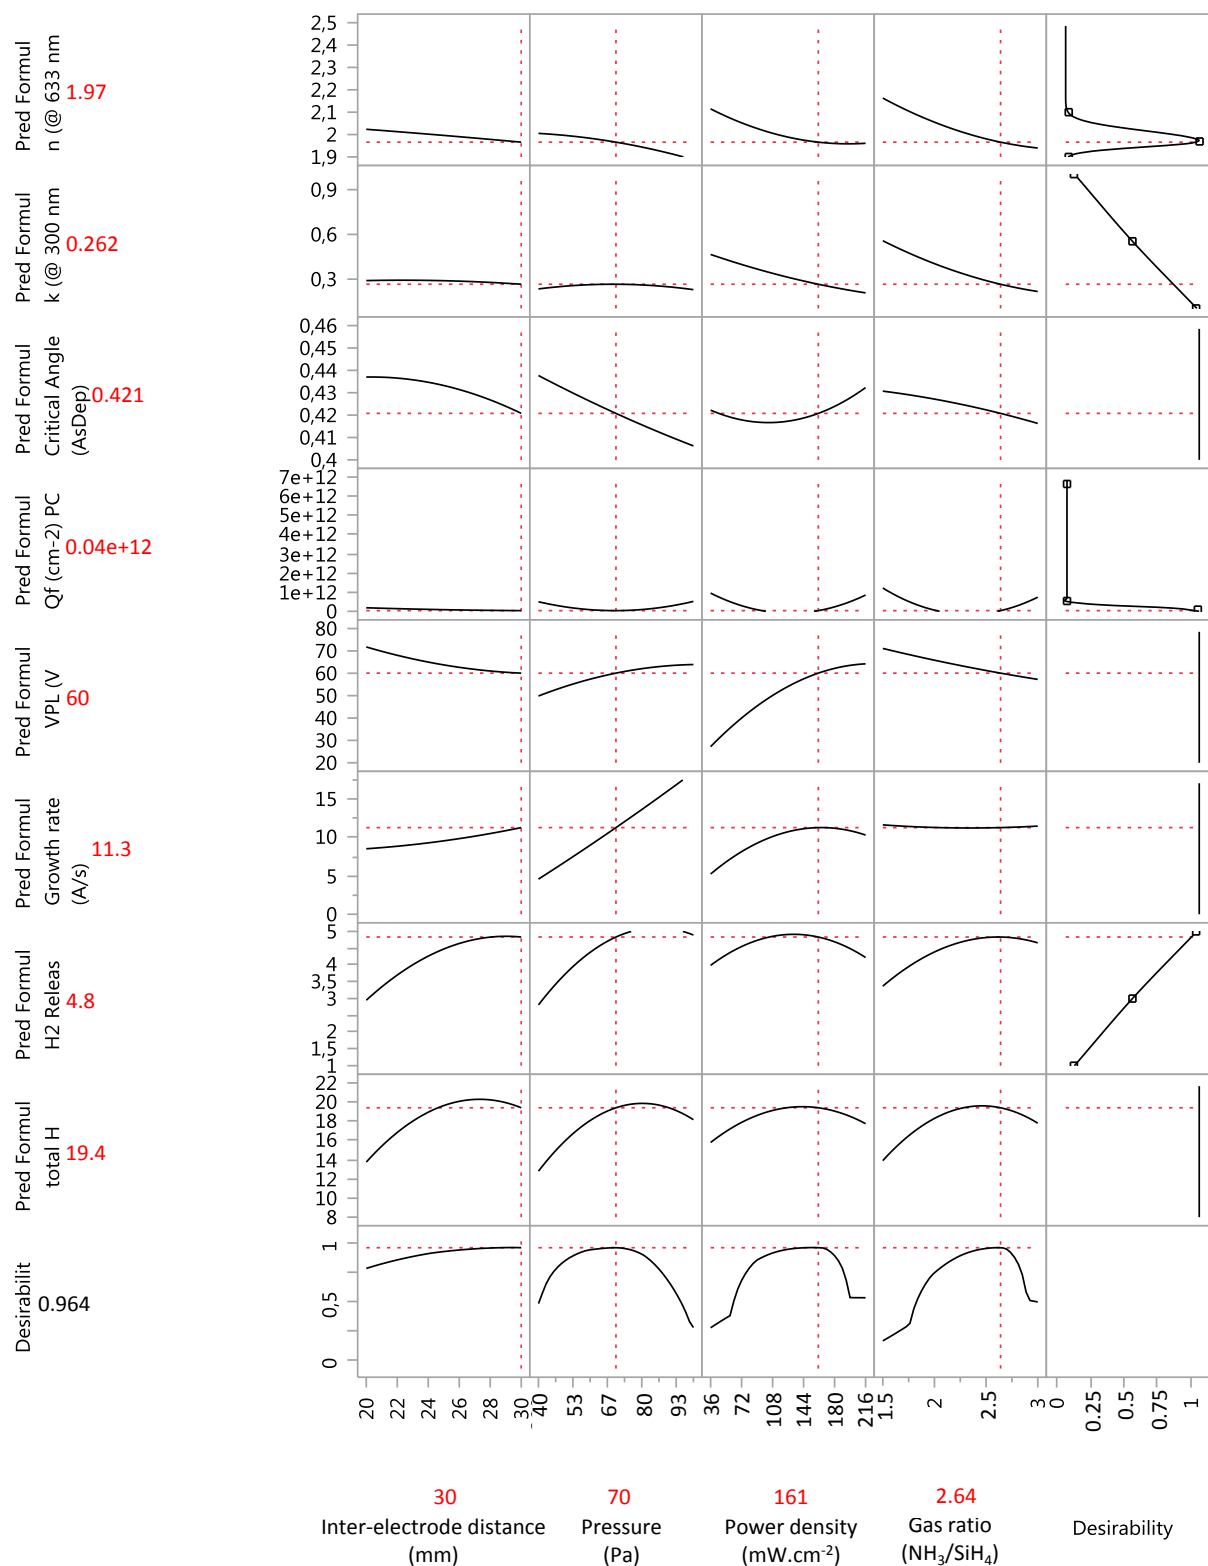 Pred Formul
n (@ 633 nm
1.97
2,5
2,4
2,3
2,2
2,1
2
1,9
Pred Formul
k (@ 300 nm
0.262
0,9
0,6
0,3
Pred Formul
Critical Angle
(AsDep)
0.421
0,46
0,45
0,44
0,43
0,42
0,41
0,4
Pred Formul
Qf (cm-2) PC
0.04e+12
7e+12
6e+12
5e+12
4e+12
3e+12
2e+12
1e+12
0
Pred Formul
VPL (V
60
80
70
60
50
40
30
20
Pred Formul
Growth rate
(A/s)
11.3
15
10
5
0
Pred Formul
H2 Releas
4.8
5
4
3,5
3
2
1,5
1
Pred Formul
total H
19.4
22
20
18
16
14
12
10
8
Desirabilit
0.964
1
0,5
0
20 22 24 26 28 30 40 53 67 80 93 36 72 108 144 180 216 1.5 2 2.5 3 0 0.25 0.5 0.75 1
30 70 161 2.64
Inter-electrode distance Pressure Power density Gas ratio Desirability
(mm) (Pa) (mW.cm-2) (NH3/SiH4)